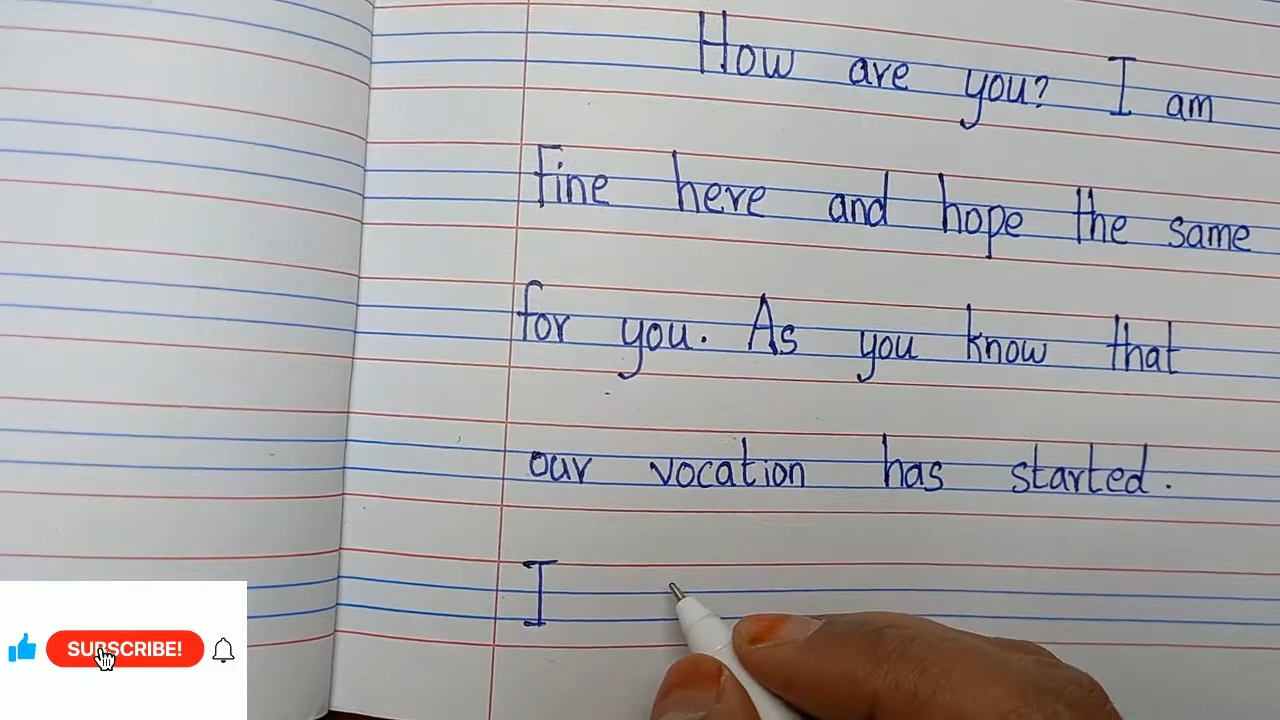 How are you? I am
fine here and hope the same
for you. As you know that
our vocation has started.
I
SUBSCRIBE!